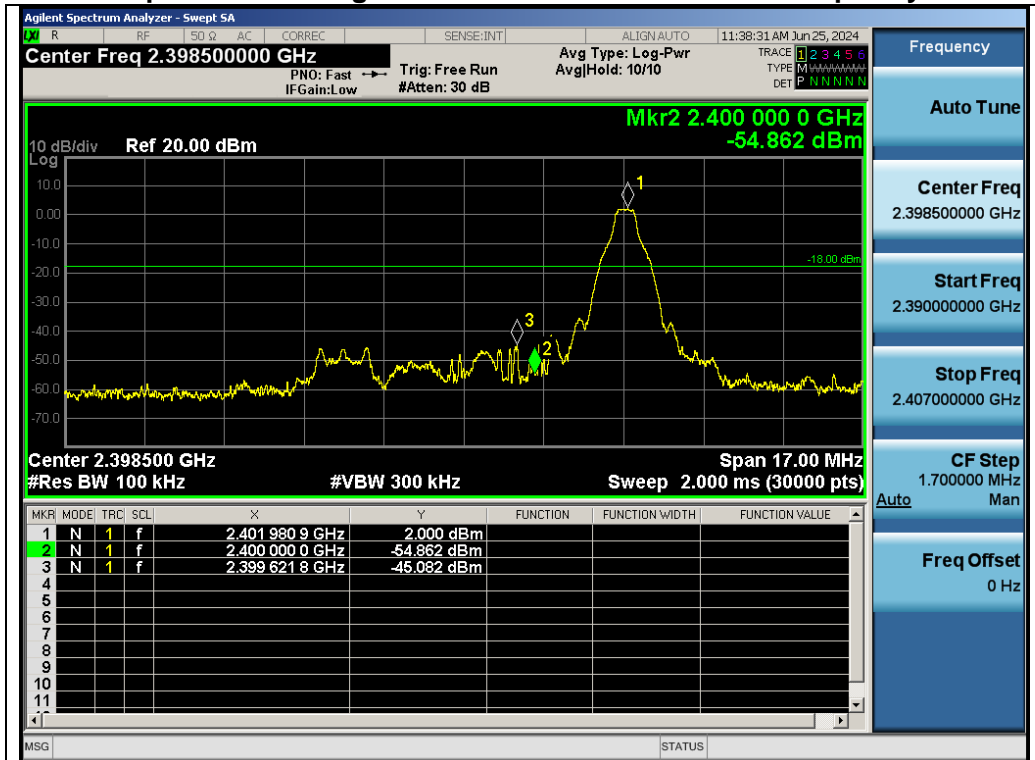 Agilent Spectrum Analyzer - Swept SA
LXI R RF 50 Ω AC CORREC SENSE:INT ALIGN AUTO 11:38:31 AM Jun 25, 2024
Center Freq 2.398500000 GHz
PNO: Fast
IFGain:Low
Trig: Free Run
#Atten: 30 dB
Avg Type: Log-Pwr
Avg|Hold: 10/10
TRACE 1 2 3 4 5 6
TYPE M WWWWW
DET P N N N N N
Mkr2 2.400 000 0 GHz
-54.862 dBm
10 dB/div Ref 20.00 dBm
Log
10.0
0.00
-10.0
-20.0
-30.0
-40.0
-50.0
-60.0
-70.0
1
-18.00 dBm
3
2
Center 2.398500 GHz Span 17.00 MHz
#Res BW 100 kHz #VBW 300 kHz Sweep 2.000 ms (30000 pts)
MKR MODE TRC SCL X Y FUNCTION FUNCTION WIDTH FUNCTION VALUE
1 N 1 f 2.401 980 9 GHz 2.000 dBm
2 N 1 f 2.400 000 0 GHz -54.862 dBm
3 N 1 f 2.399 621 8 GHz -45.082 dBm
4
5
6
7
8
9
10
11
MSG STATUS
Frequency
Auto Tune
Center Freq
2.398500000 GHz
Start Freq
2.390000000 GHz
Stop Freq
2.407000000 GHz
CF Step
1.700000 MHz
Auto Man
Freq Offset
0 Hz